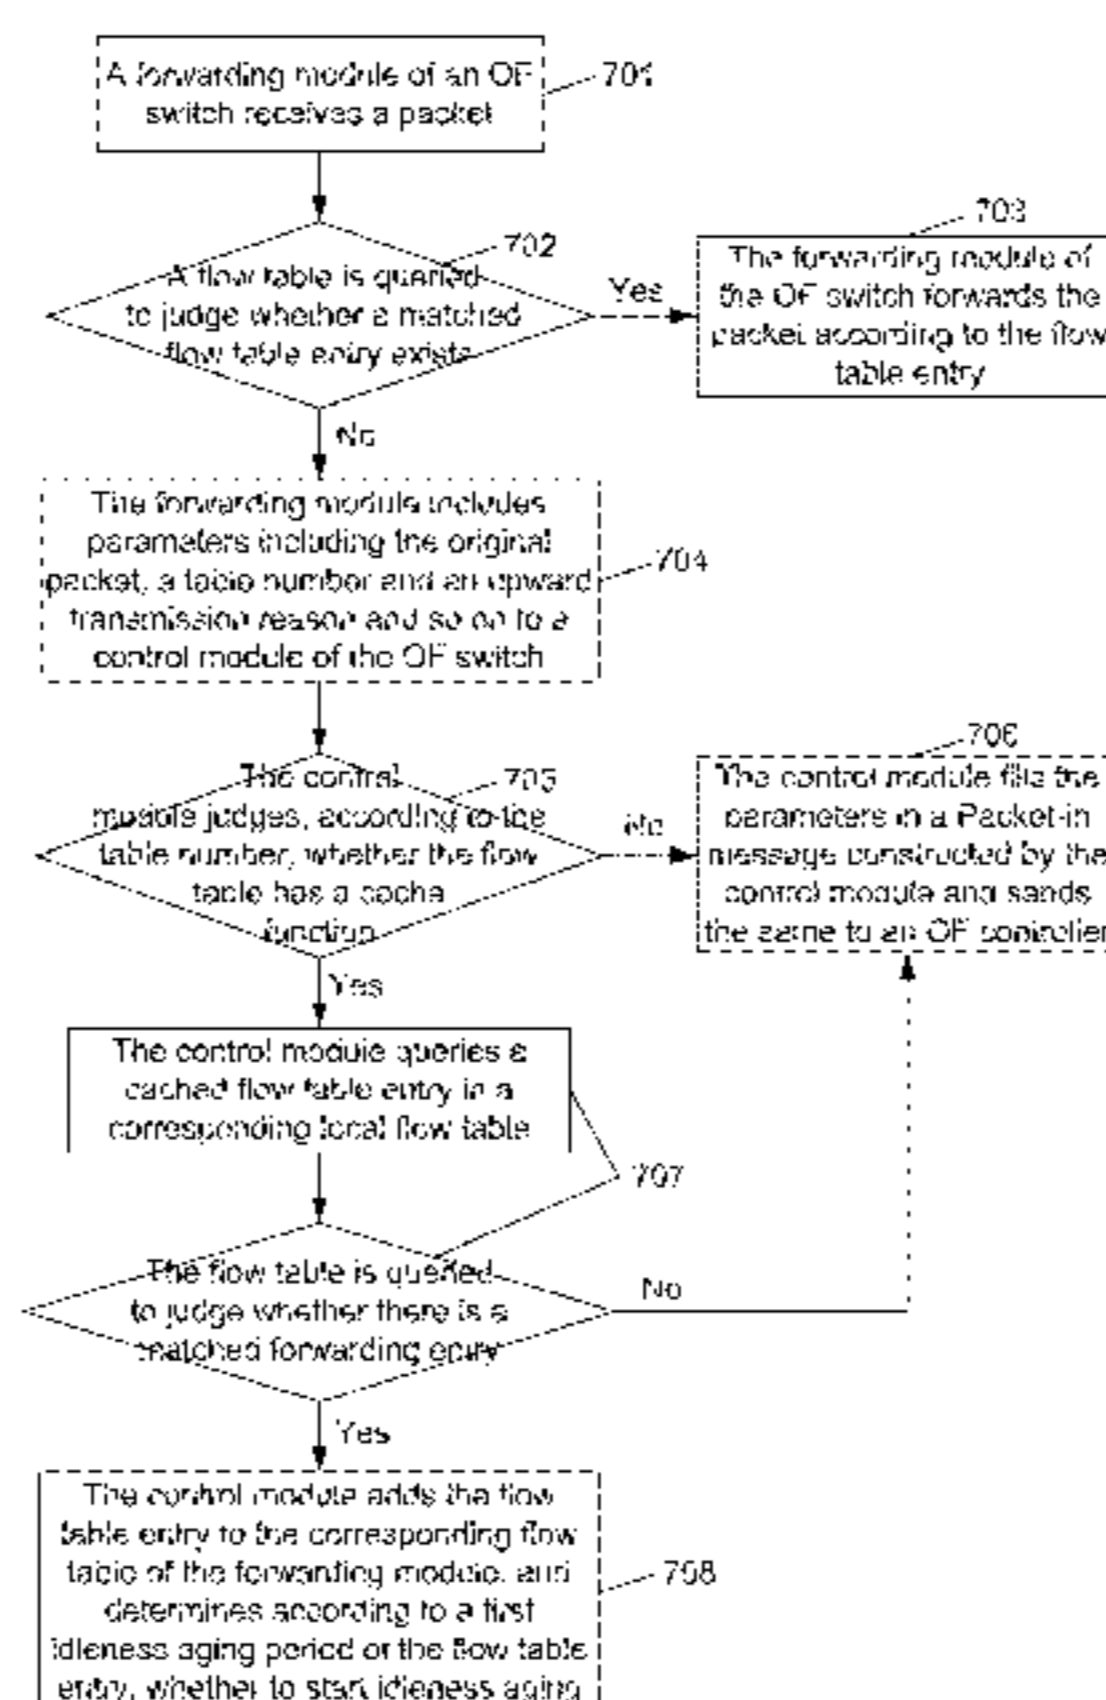 A forwarding module of an OF
switch receives a packet
701
702
A flow table is queried
to judge whether a matched
flow table entry exists
Yes
703
The forwarding module of
the OF switch forwards the
packet according to the flow
table entry
No
The forwarding module includes
parameters including the original
packet, a table number and an upward
transmission reason and so on to a
control module of the OF switch
704
705
The control
module judges, according to the
table number, whether the flow
table has a cache
function
No
706
The control module fills the
parameters in a Packet-in
message constructed by the
control module and sends
the same to an OF controller
Yes
The control module queries a
cached flow table entry in a
corresponding local flow table
707
The flow table is queried
to judge whether there is a
matched forwarding entry
No
Yes
The control module adds the flow
table entry to the corresponding flow
table of the forwarding module, and
determines according to a first
idleness aging period of the flow table
entry, whether to start idleness aging
708